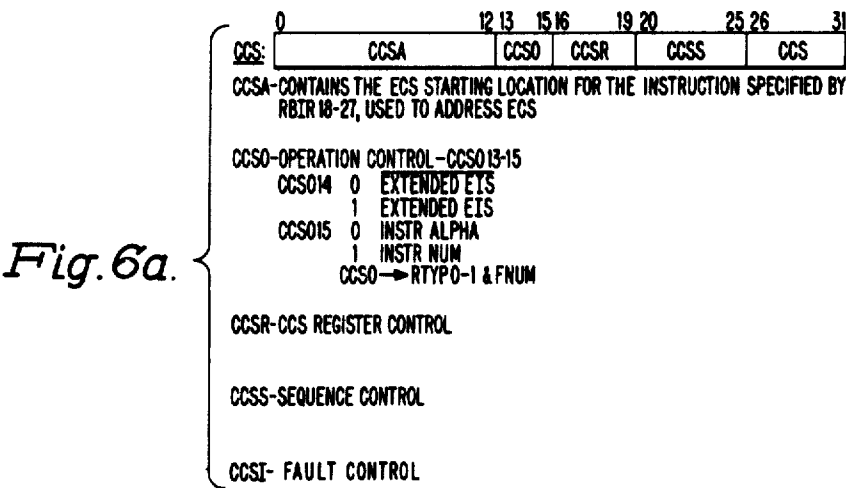 0 12 13 15 16 19 20 25 26 31
CCS: CCSA CCSO CCSR CCSS CCS
CCSA-CONTAINS THE ECS STARTING LOCATION FOR THE INSTRUCTION SPECIFIED BY
RBIR 18-27, USED TO ADDRESS ECS
CCSO-OPERATION CONTROL-CCSO 13-15
CCSO14 0 EXTENDED EIS
1 EXTENDED EIS
CCSO15 0 INSTR ALPHA
1 INSTR NUM
CCSO→RTYPO-1 & FNUM
Fig. 6a.
CCSR-CCS REGISTER CONTROL
CCSS-SEQUENCE CONTROL
CCSI- FAULT CONTROL